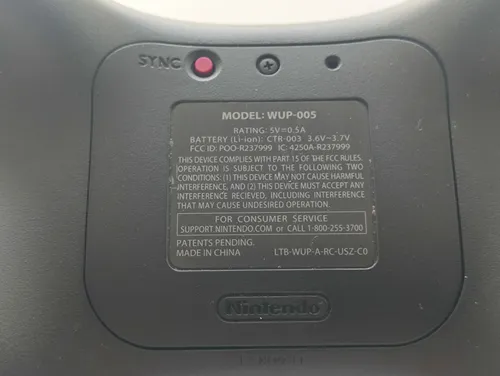 SYNC
MODEL: WUP-005
RATING: 5V⎓0.5A
BATTERY (Li-ion): CTR-003 3.6V⎓3.7V
FCC ID: POO-R237999 IC: 4250A-R237999
THIS DEVICE COMPLIES WITH PART 15 OF THE FCC RULES.
OPERATION IS SUBJECT TO THE FOLLOWING TWO
CONDITIONS: (1) THIS DEVICE MAY NOT CAUSE HARMFUL
INTERFERENCE, AND (2) THIS DEVICE MUST ACCEPT ANY
INTERFERENCE RECEIVED, INCLUDING INTERFERENCE
THAT MAY CAUSE UNDESIRED OPERATION.
FOR CONSUMER SERVICE
SUPPORT.NINTENDO.COM or CALL 1-800-255-3700
PATENTS PENDING.
MADE IN CHINA LTB-WUP-A-RC-USZ-C0
Nintendo